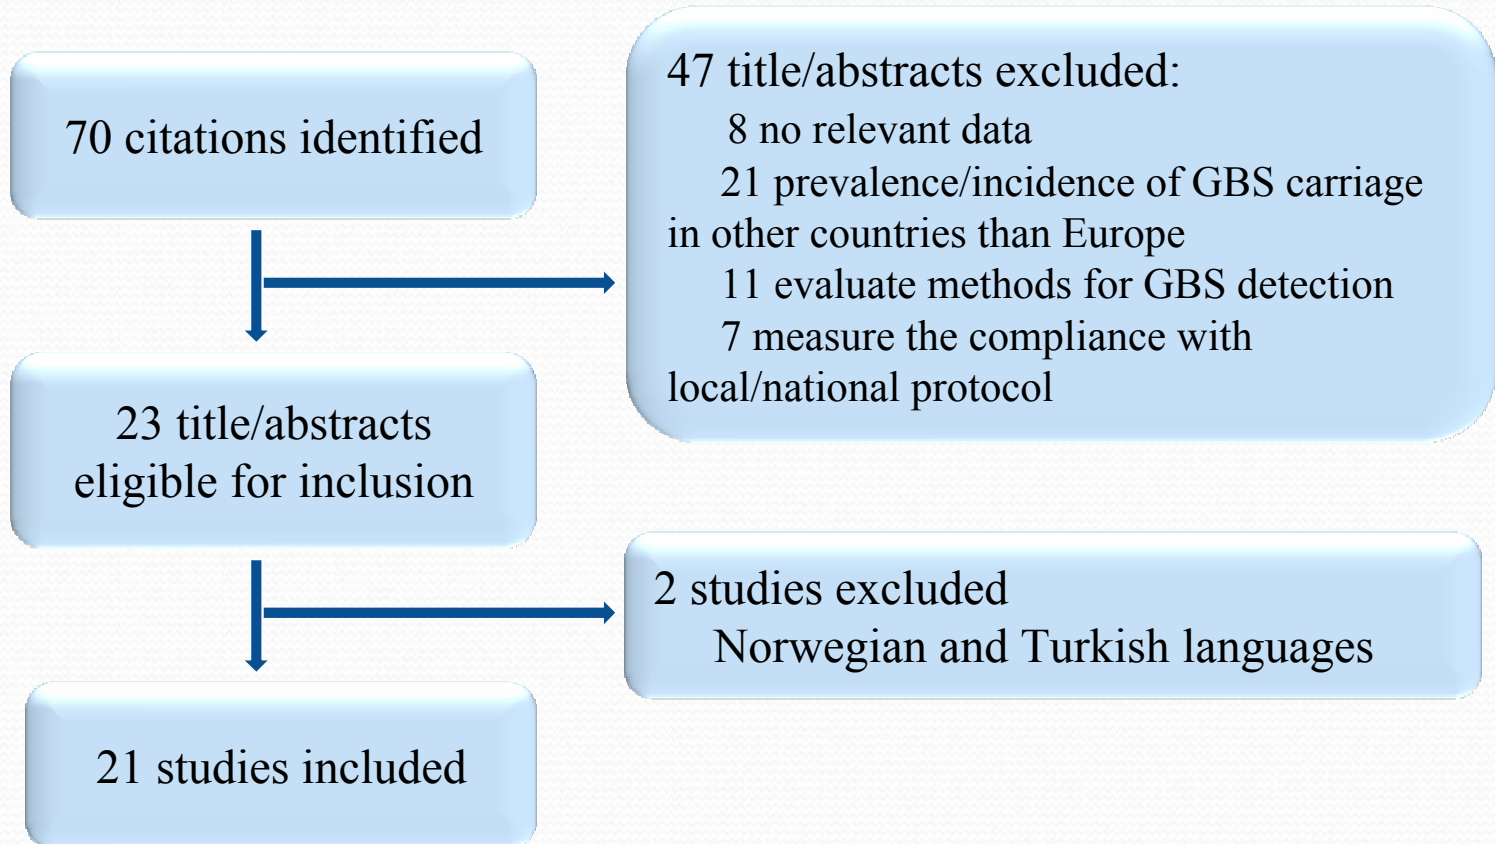 70 citations identified
47 title/abstracts excluded:
8 no relevant data
21 prevalence/incidence of GBS carriage
in other countries than Europe
11 evaluate methods for GBS detection
7 measure the compliance with
local/national protocol
23 title/abstracts
eligible for inclusion
2 studies excluded
Norwegian and Turkish languages
21 studies included